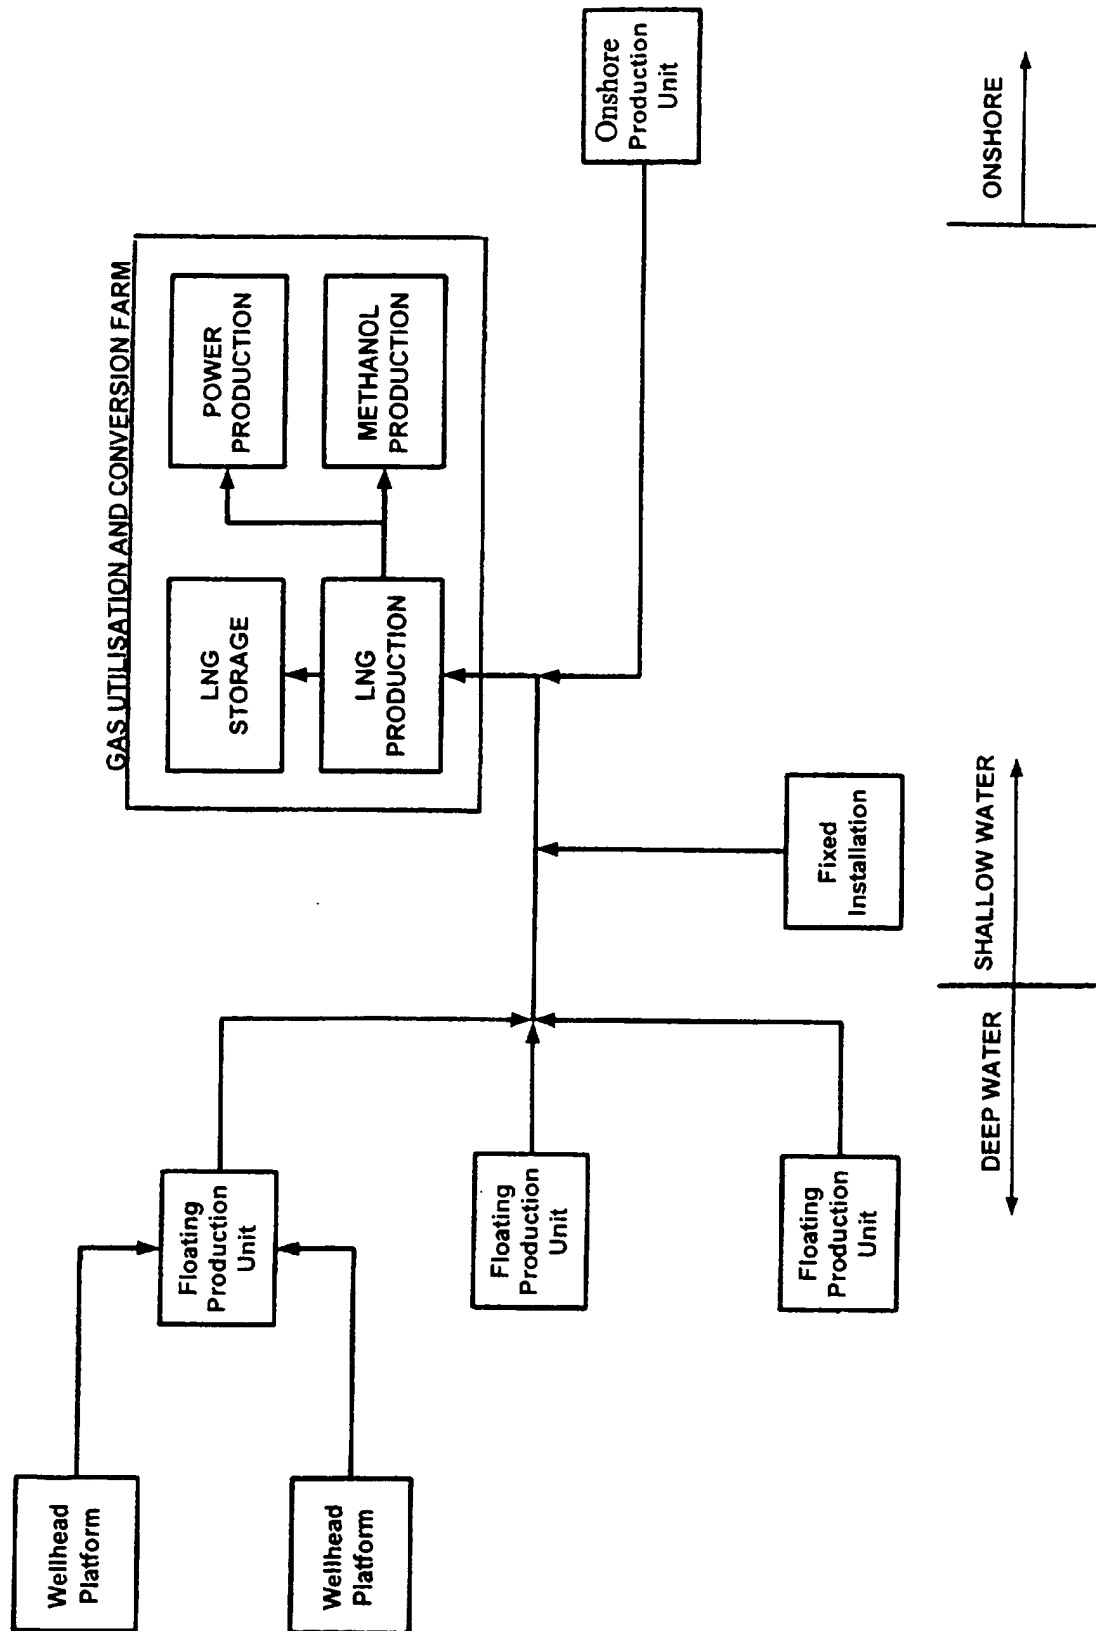 GAS UTILISATION AND CONVERSION FARM
LNG
STORAGE
POWER
PRODUCTION
LNG
PRODUCTION
METHANOL
PRODUCTION
Wellhead
Platform
Floating
Production
Unit
Wellhead
Platform
Floating
Production
Unit
Onshore
Production
Unit
Floating
Production
Unit
Fixed
Installation
DEEP WATER
SHALLOW WATER
ONSHORE